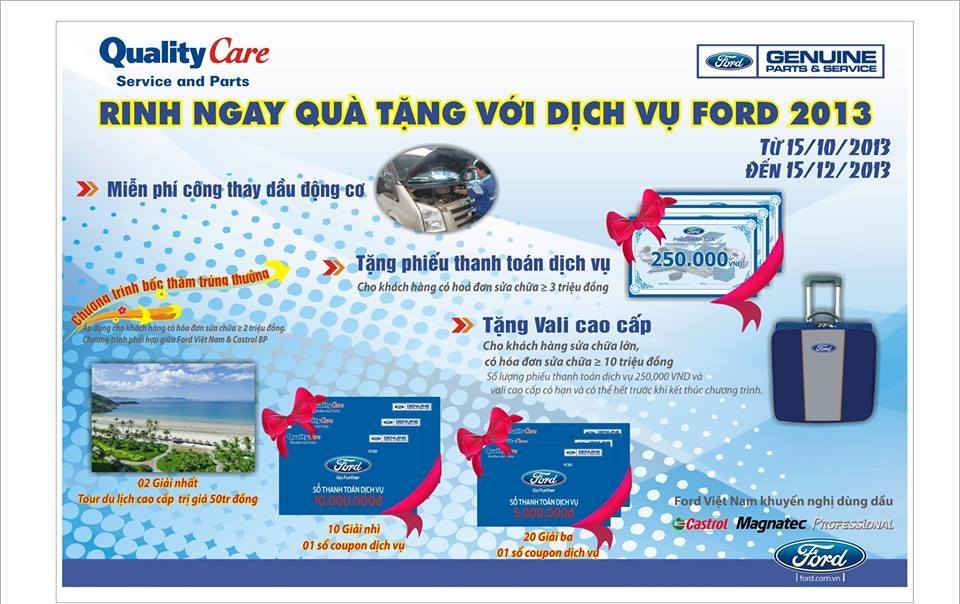 Quality Care
Service and Parts
Ford GENUINE
PARTS & SERVICE
RINH NGAY QUÀ TẶNG VỚI DỊCH VỤ FORD 2013
TỪ 15/10/2013
ĐẾN 15/12/2013
Miễn phí công thay dầu động cơ
Tặng phiếu thanh toán dịch vụ
Cho khách hàng có hoá đơn sửa chữa ≥ 3 triệu đồng
Ford
PHIẾU THANH TOÁN
250.000 VNĐ
Chương trình bốc thăm trúng thưởng
Áp dụng cho khách hàng có hóa đơn sửa chữa ≥ 2 triệu đồng.
Chương trình phối hợp giữa Ford Việt Nam & Castrol BP
Tặng Vali cao cấp
Cho khách hàng sửa chữa lớn,
có hóa đơn sửa chữa ≥ 10 triệu đồng
Số lượng phiếu thanh toán dịch vụ 250,000 VND và
vali cao cấp có hạn và có thể hết trước khi kết thúc chương trình.
Ford
02 Giải nhất
Tour du lịch cao cấp trị giá 50tr đồng
QualityCare
GENUINE
QualityCare
GENUINE
Ford
Go Further
SỔ THANH TOÁN DỊCH VỤ
10.000.000đ
10 Giải nhì
01 sổ coupon dịch vụ
QualityCare
GENUINE
Ford
Go Further
SỔ THANH TOÁN DỊCH VỤ
5.000.000đ
20 Giải ba
01 sổ coupon dịch vụ
Ford Việt Nam khuyến nghị dùng dầu
Castrol Magnatec PROFESSIONAL
Ford
ford.com.vn